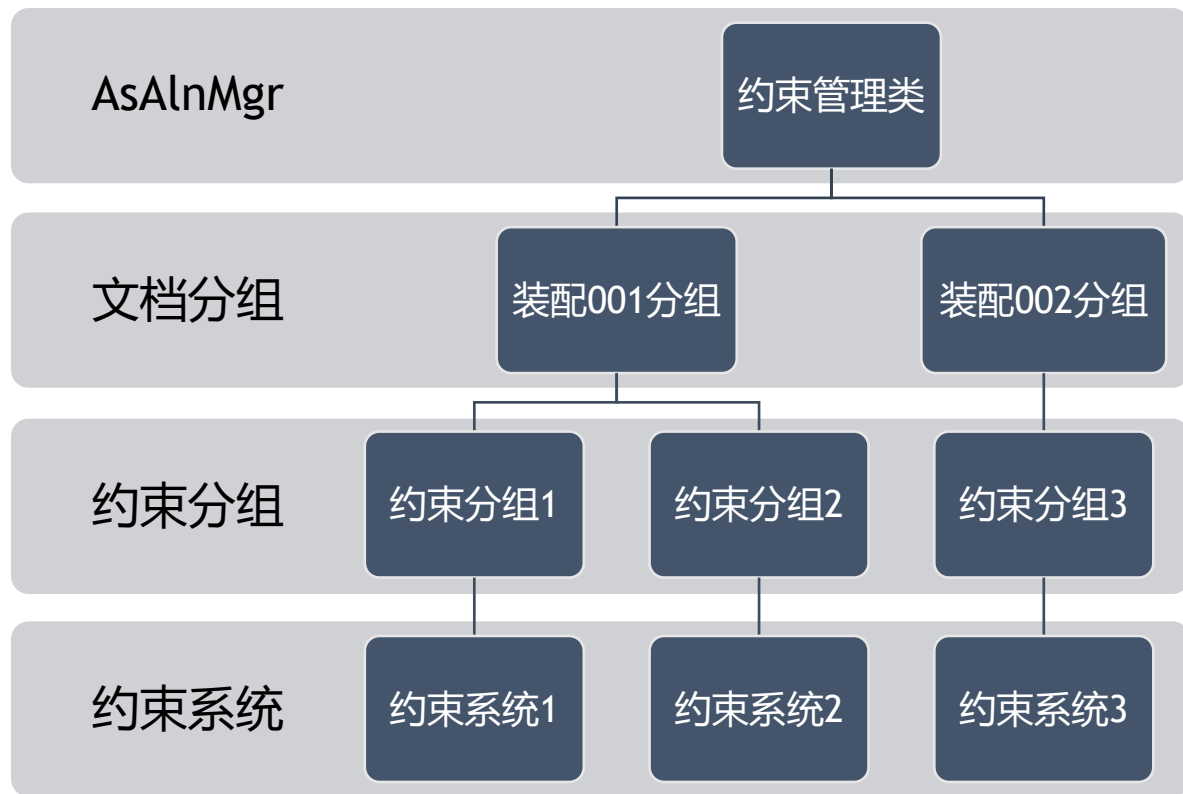 AsAlnMgr
约束管理类
文档分组
装配001分组
装配002分组
约束分组
约束分组1
约束分组2
约束分组3
约束系统
约束系统1
约束系统2
约束系统3